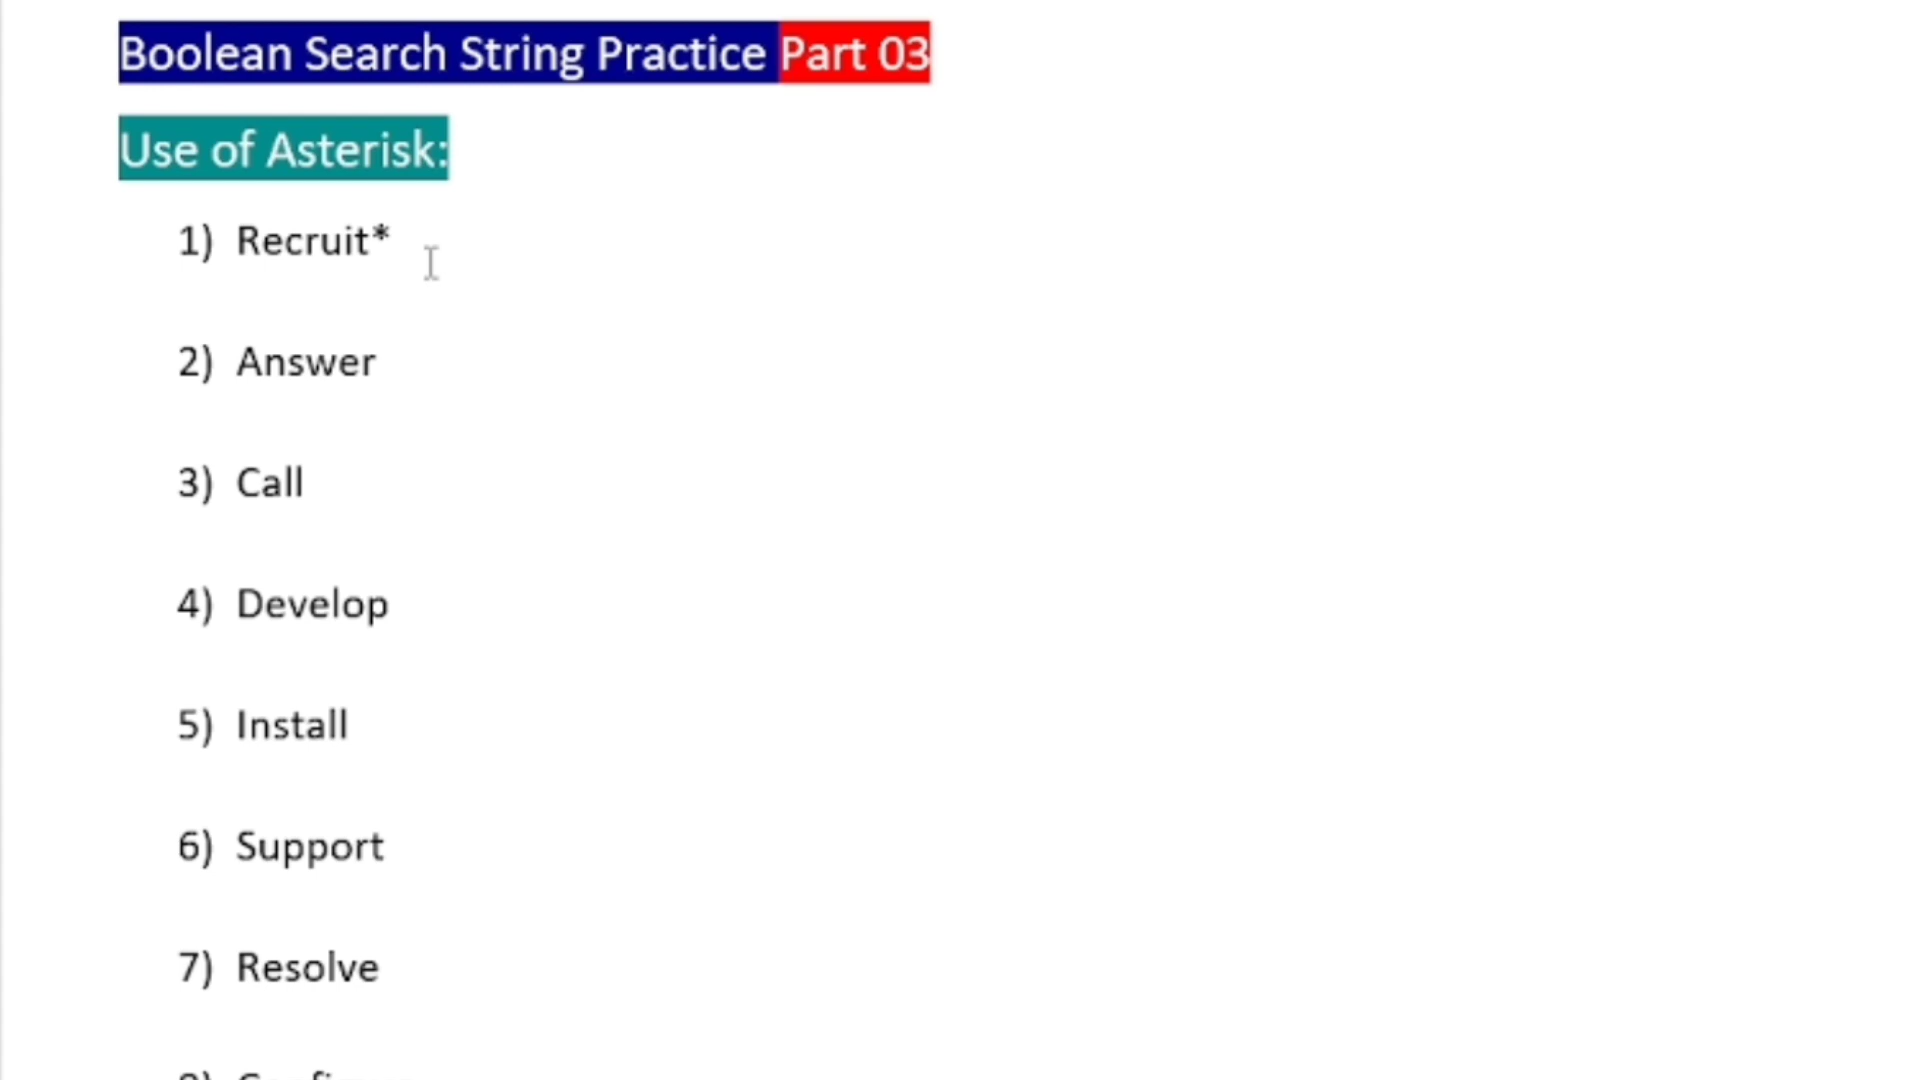 Boolean Search String Practice Part 03
Use of Asterisk:
1) Recruit*
2) Answer
3) Call
4) Develop
5) Install
6) Support
7) Resolve